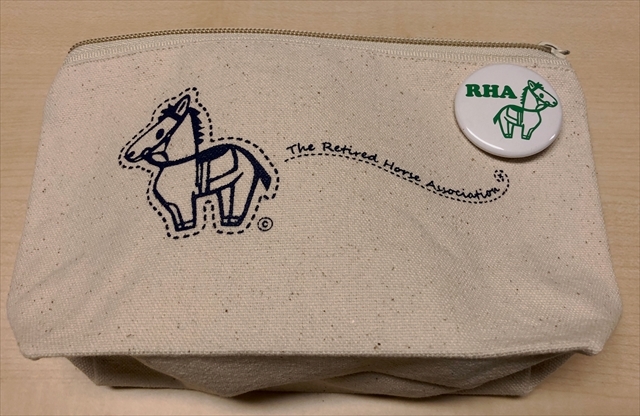 RHA
The Retired Horse Association
©